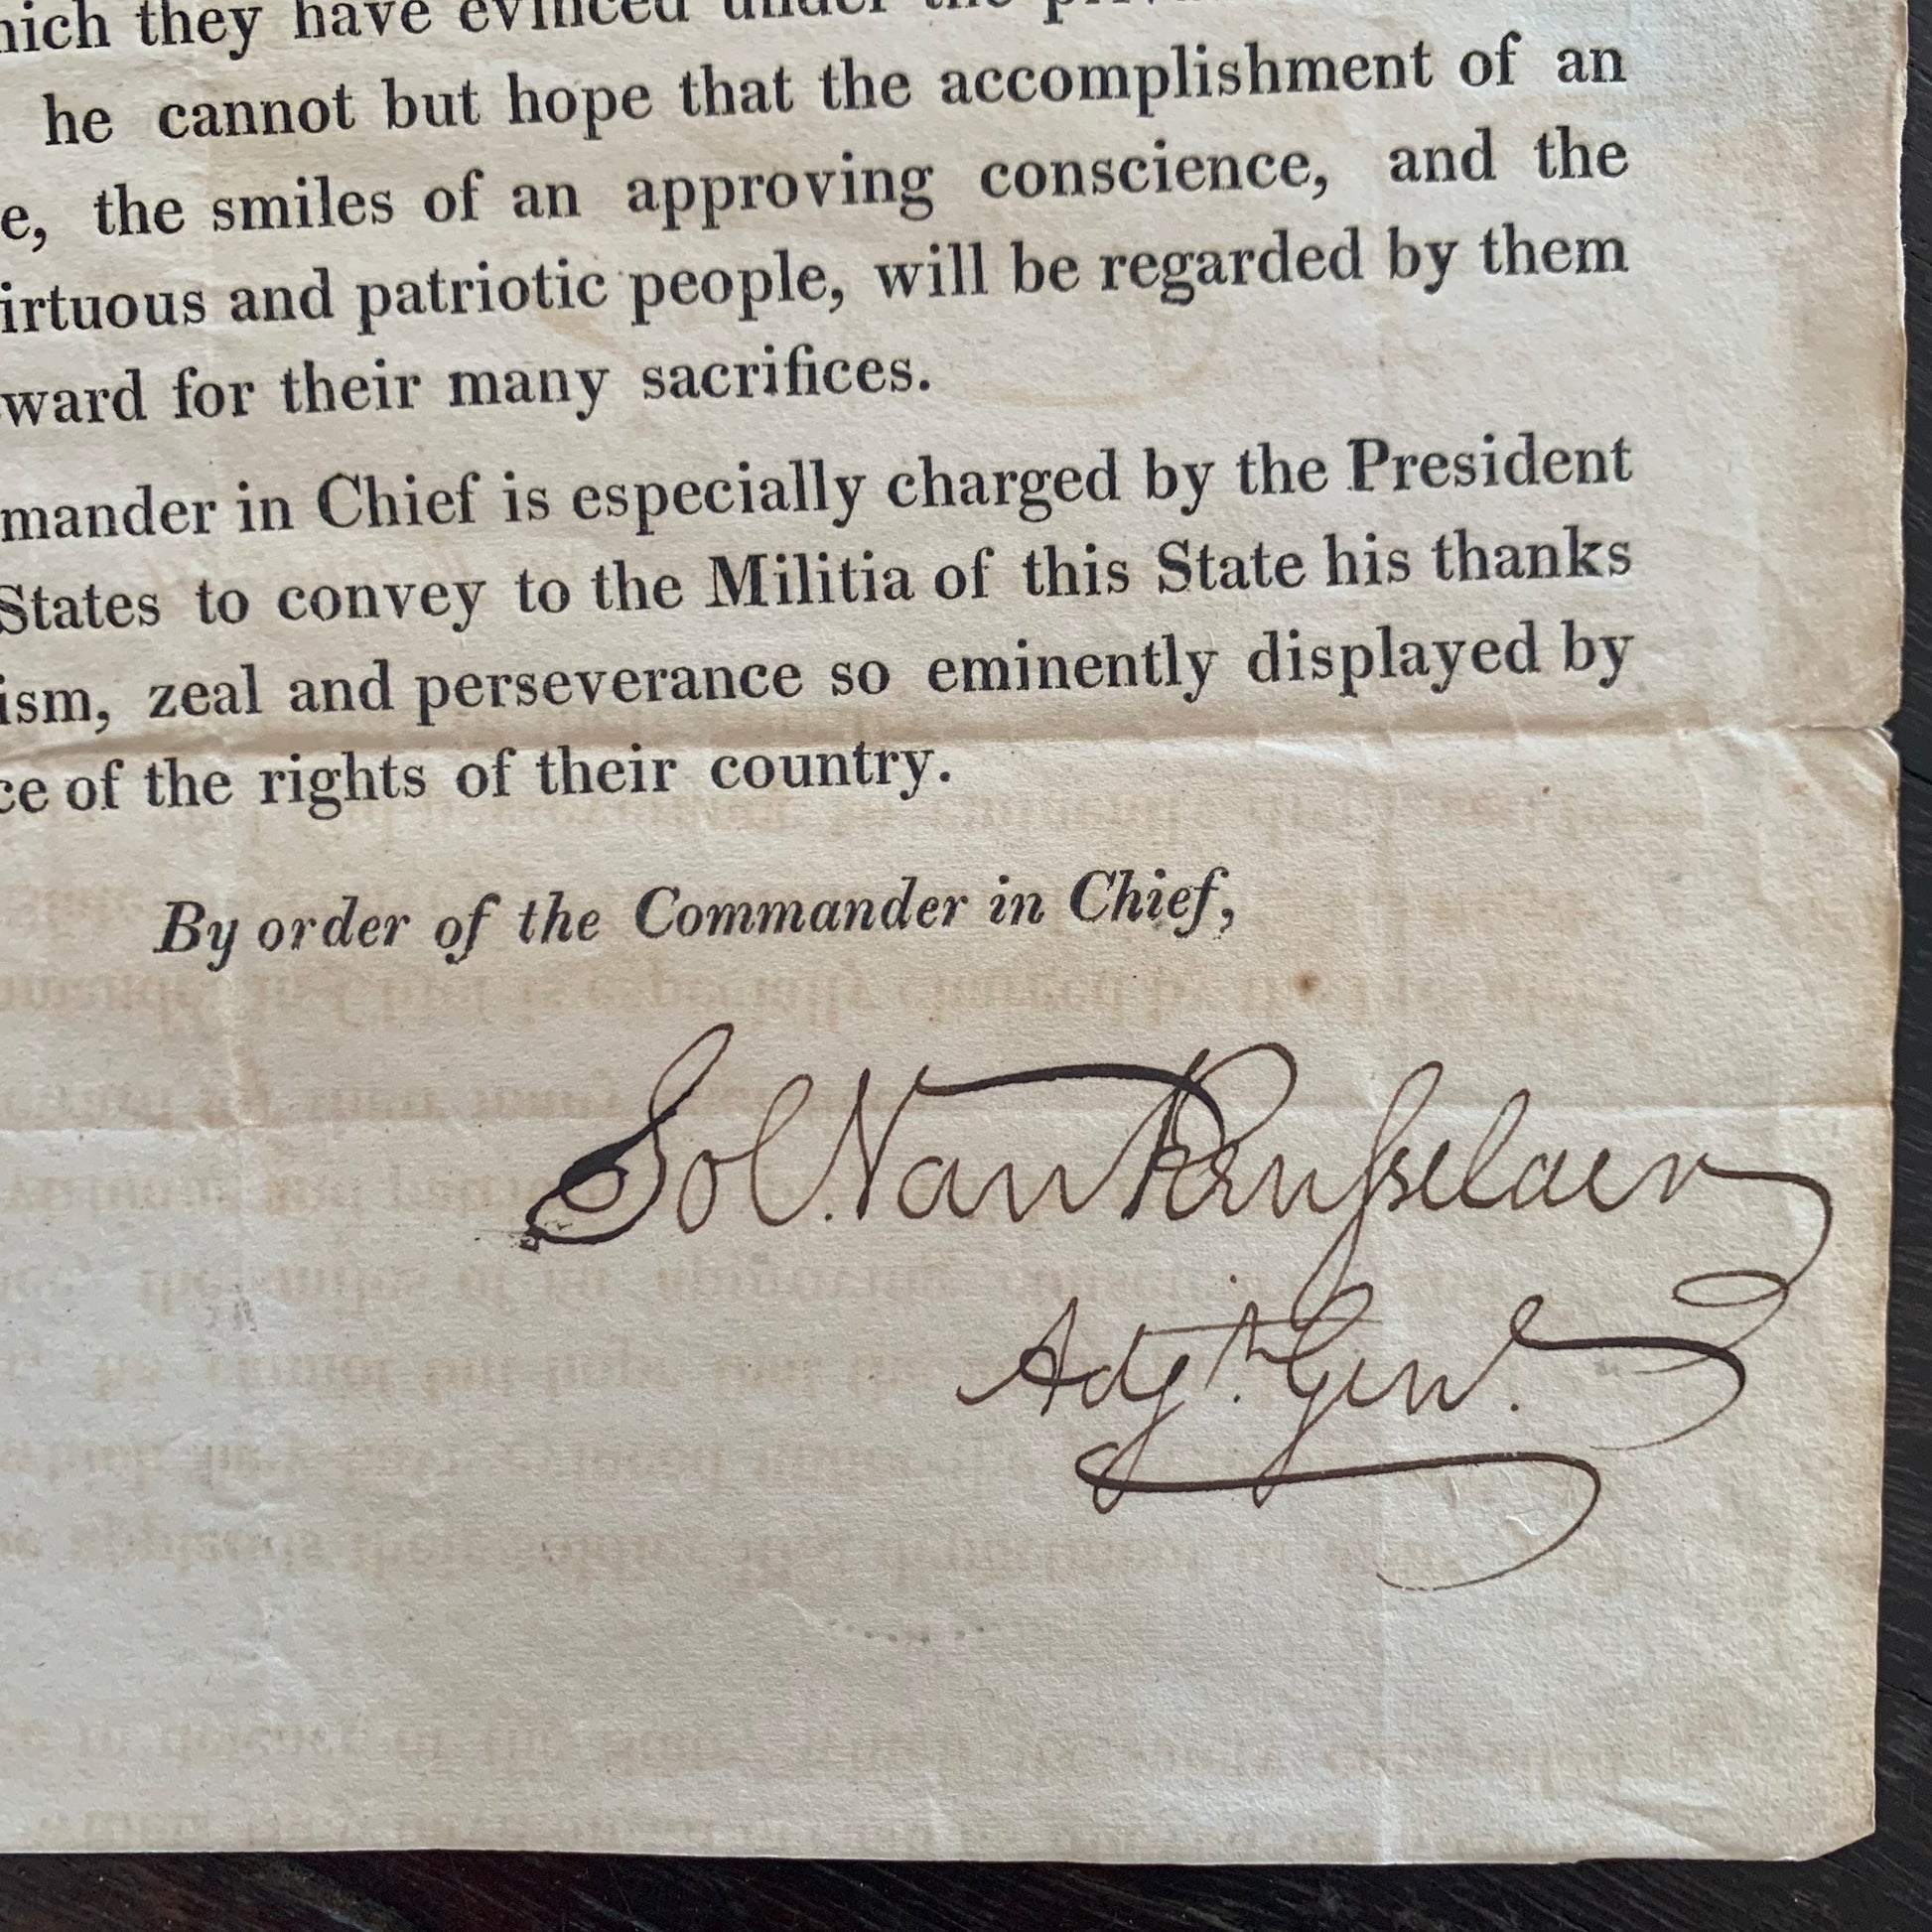 hich they have evinced under the
he cannot but hope that the accomplishment of an
e, the smiles of an approving conscience, and the
irtuous and patriotic people, will be regarded by them
ward for their many sacrifices.
mander in Chief is especially charged by the President
States to convey to the Militia of this State his thanks
ism, zeal and perseverance so eminently displayed by
ce of the rights of their country.
By order of the Commander in Chief,
Sol. Van Rensselaer
Adjt. Genl.